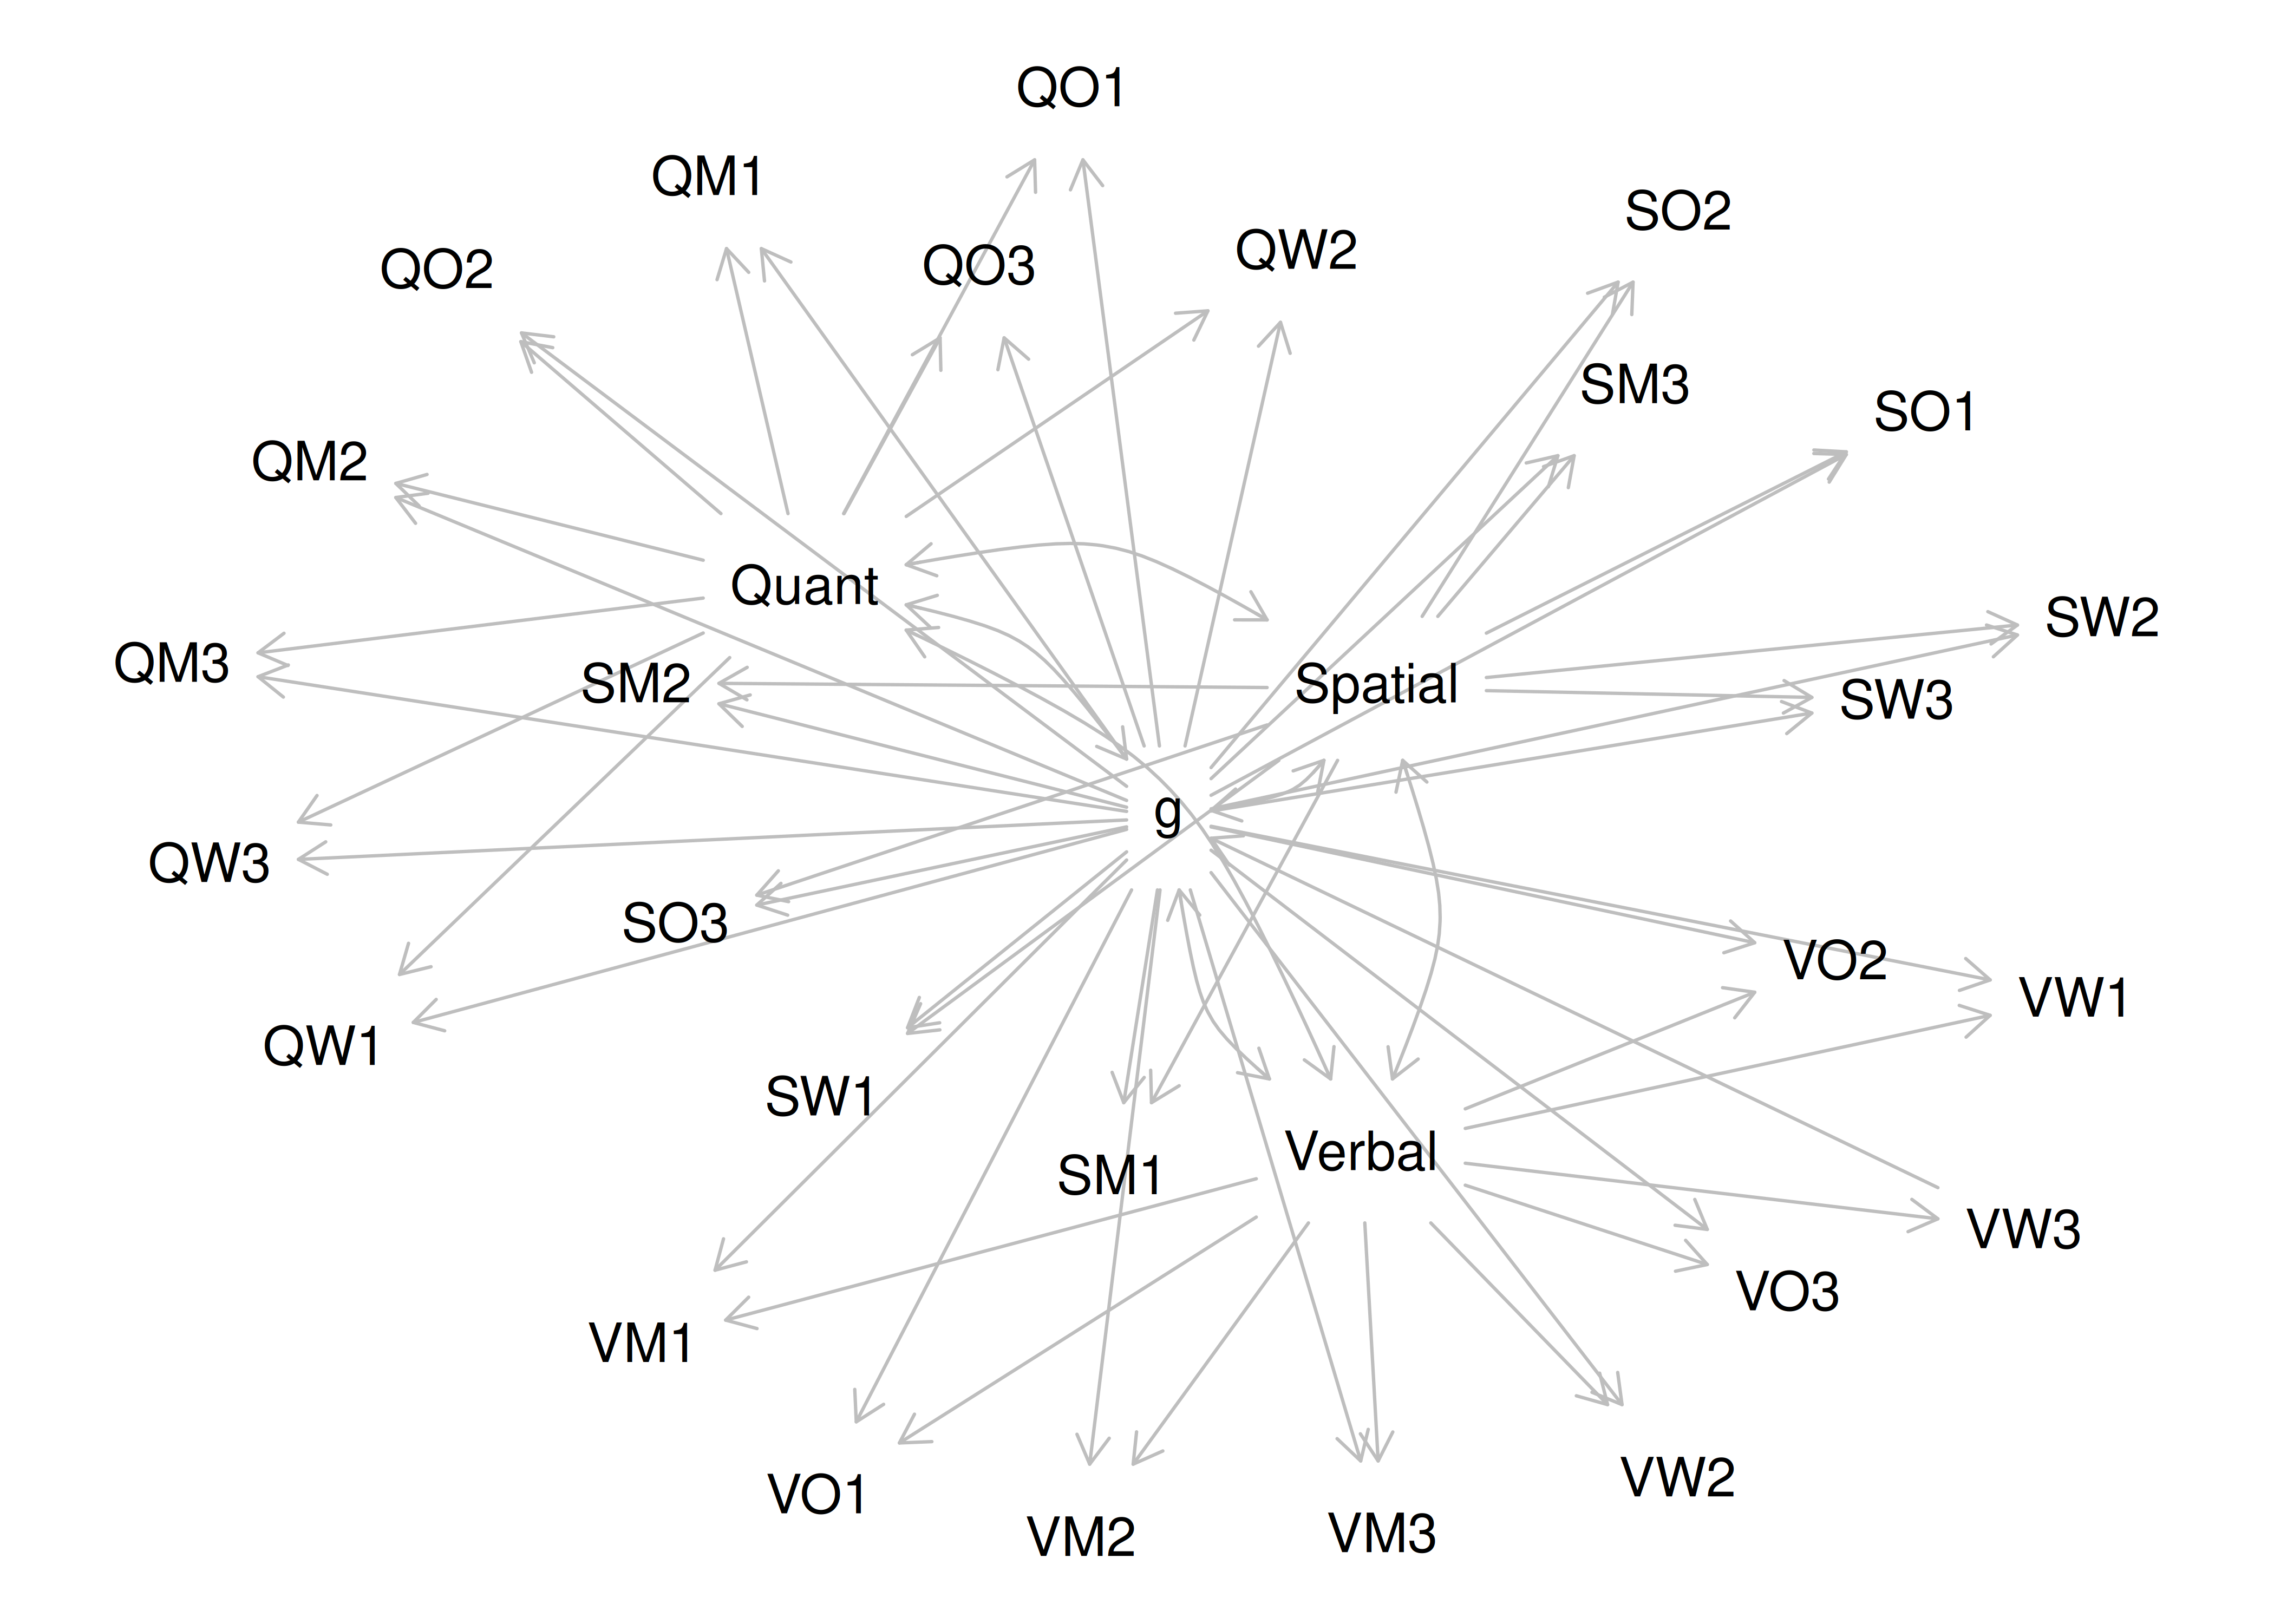 QO1
QM1
SO2
QO2
QO3
QW2
SM3
SO1
QM2
Quant
SW2
QM3
SM2
Spatial
SW3
g
QW3
SO3
VO2
VW1
QW1
SW1
Verbal
SM1
VW3
VO3
VM1
VO1
VW2
VM2
VM3